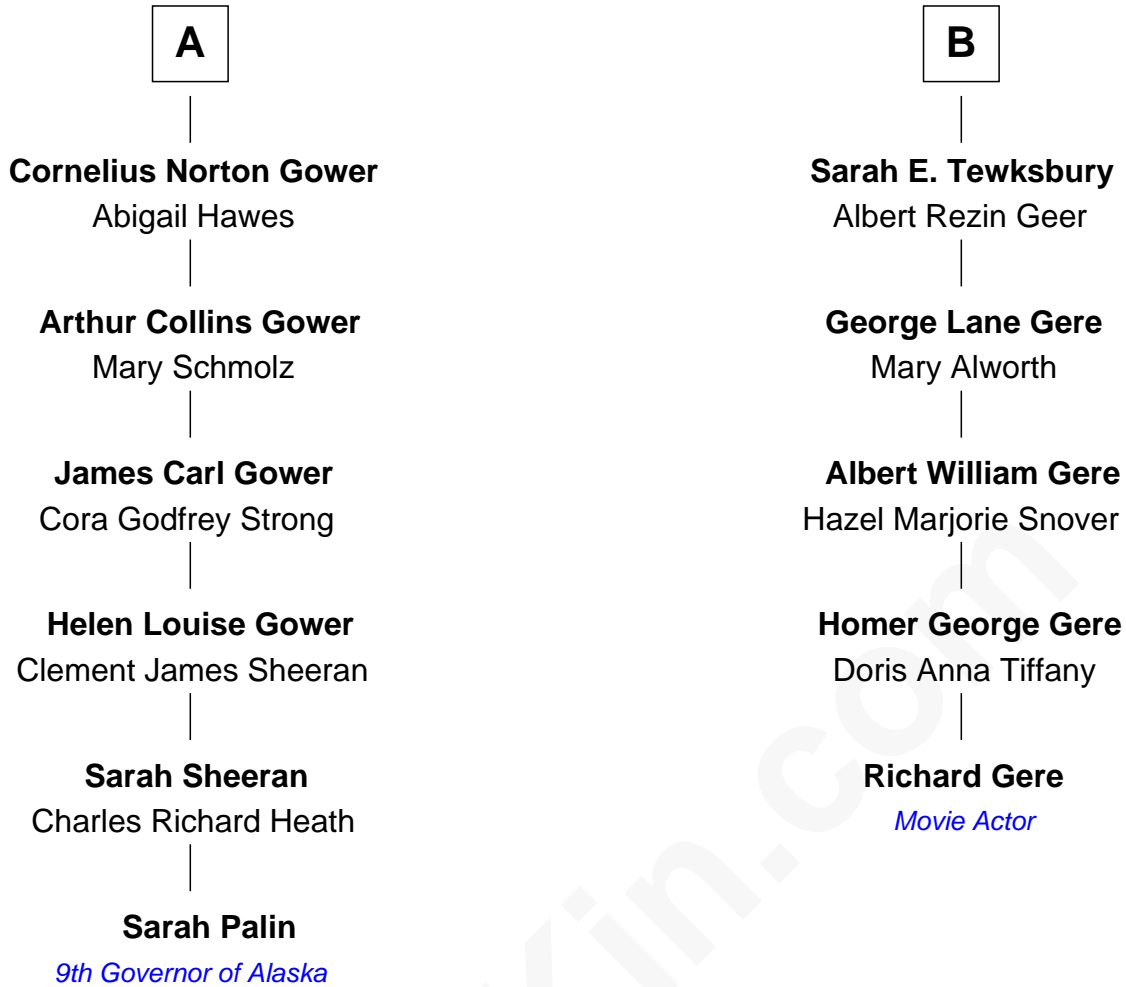 A
Cornelius Norton Gower
Abigail Hawes
Arthur Collins Gower
Mary Schmolz
James Carl Gower
Cora Godfrey Strong
Helen Louise Gower
Clement James Sheeran
Sarah Sheeran
Charles Richard Heath
Sarah Palin
9th Governor of Alaska
B
Sarah E. Tewksbury
Albert Rezin Geer
George Lane Gere
Mary Alworth
Albert William Gere
Hazel Marjorie Snover
Homer George Gere
Doris Anna Tiffany
Richard Gere
Movie Actor